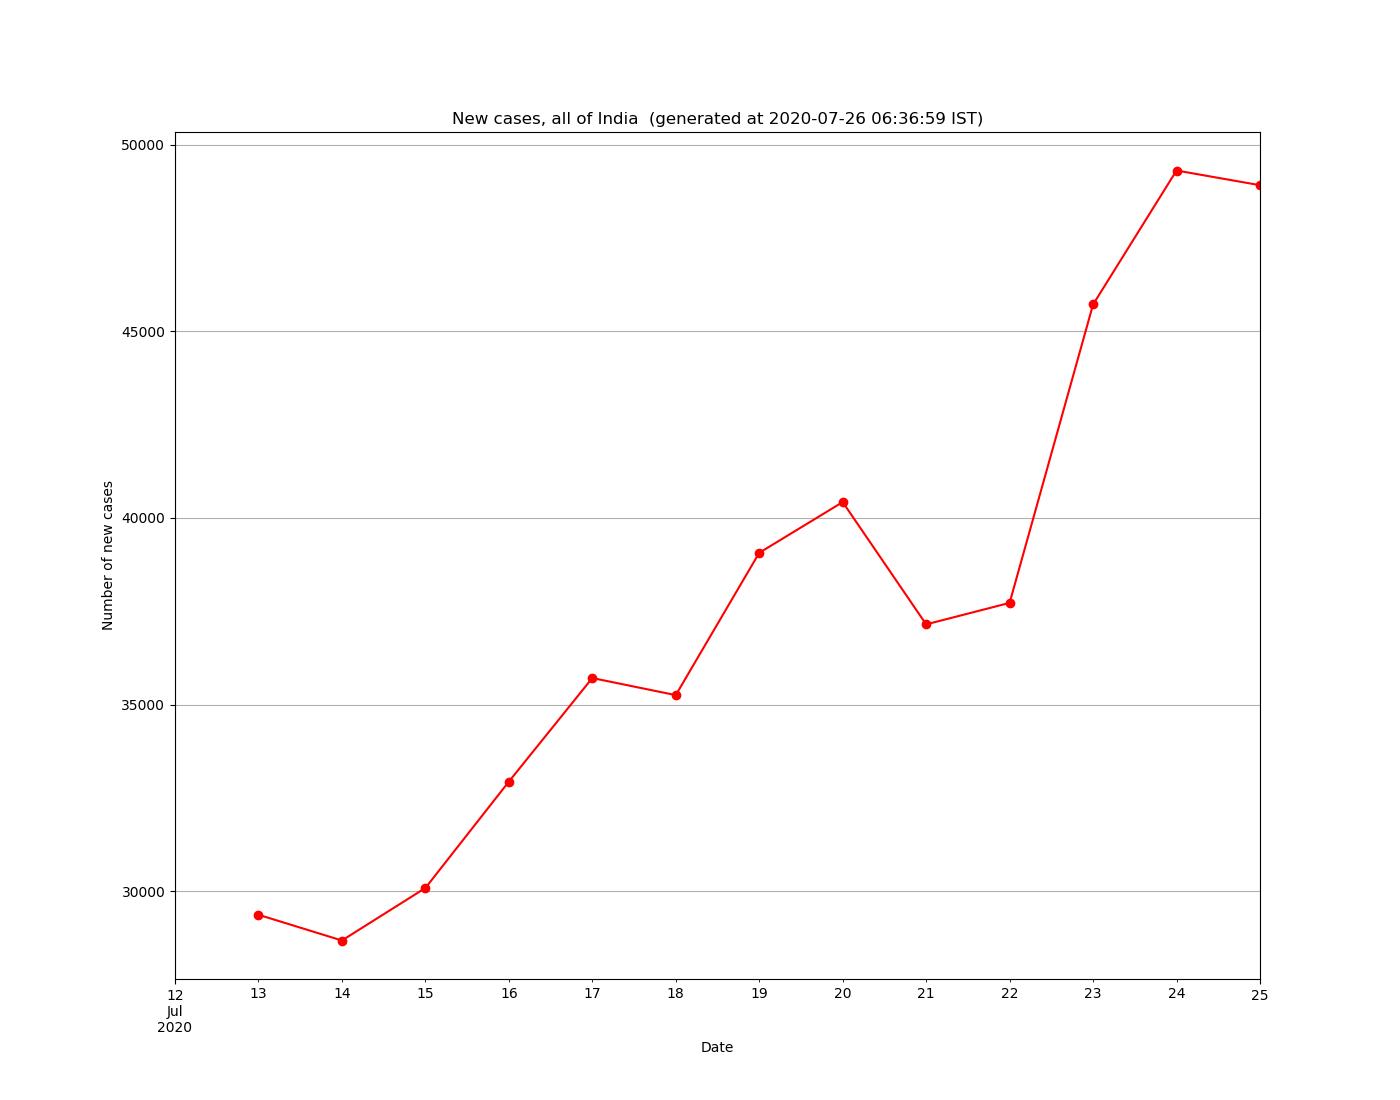 New cases, all of India  (generated at 2020-07-26 06:36:59 IST)
50000
45000
40000
35000
30000
Number of new cases
12 13 14 15 16 17 18 19 20 21 22 23 24 25
Jul
2020
Date